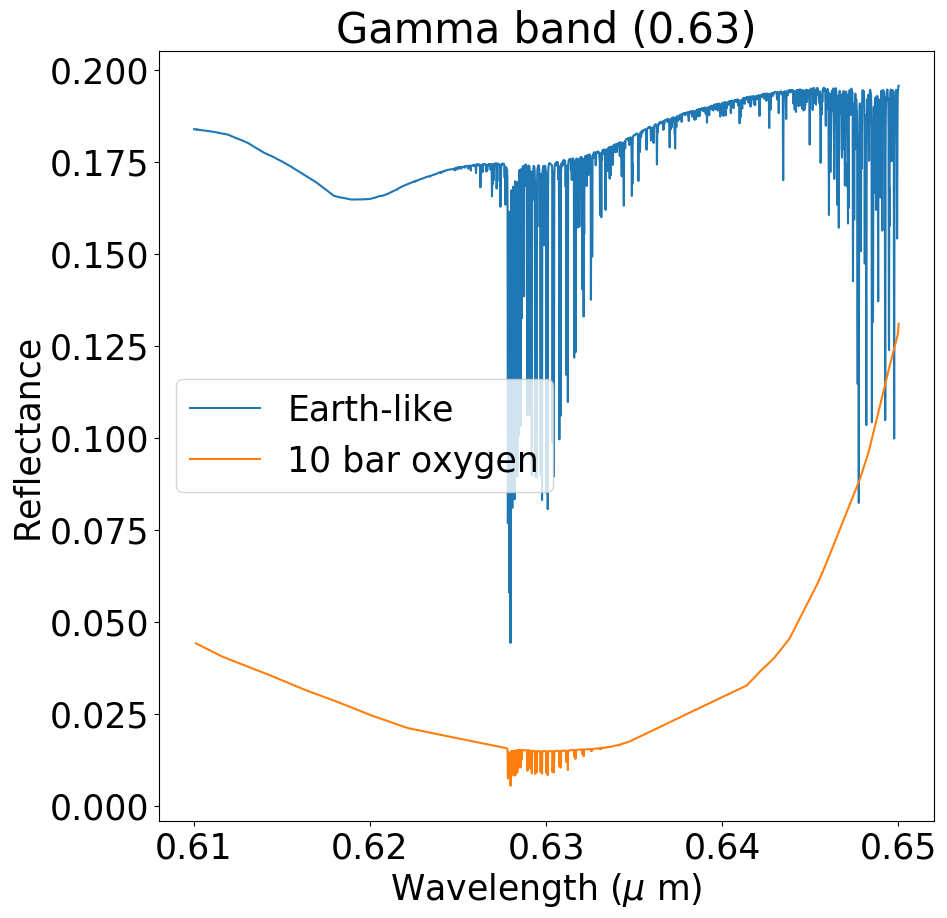 Gamma band (0.63)
0.200
0.175
0.150
0.125
0.100
0.075
0.050
0.025
0.000
Reflectance
Earth-like
10 bar oxygen
0.61 0.62 0.63 0.64 0.65
Wavelength (μ m)